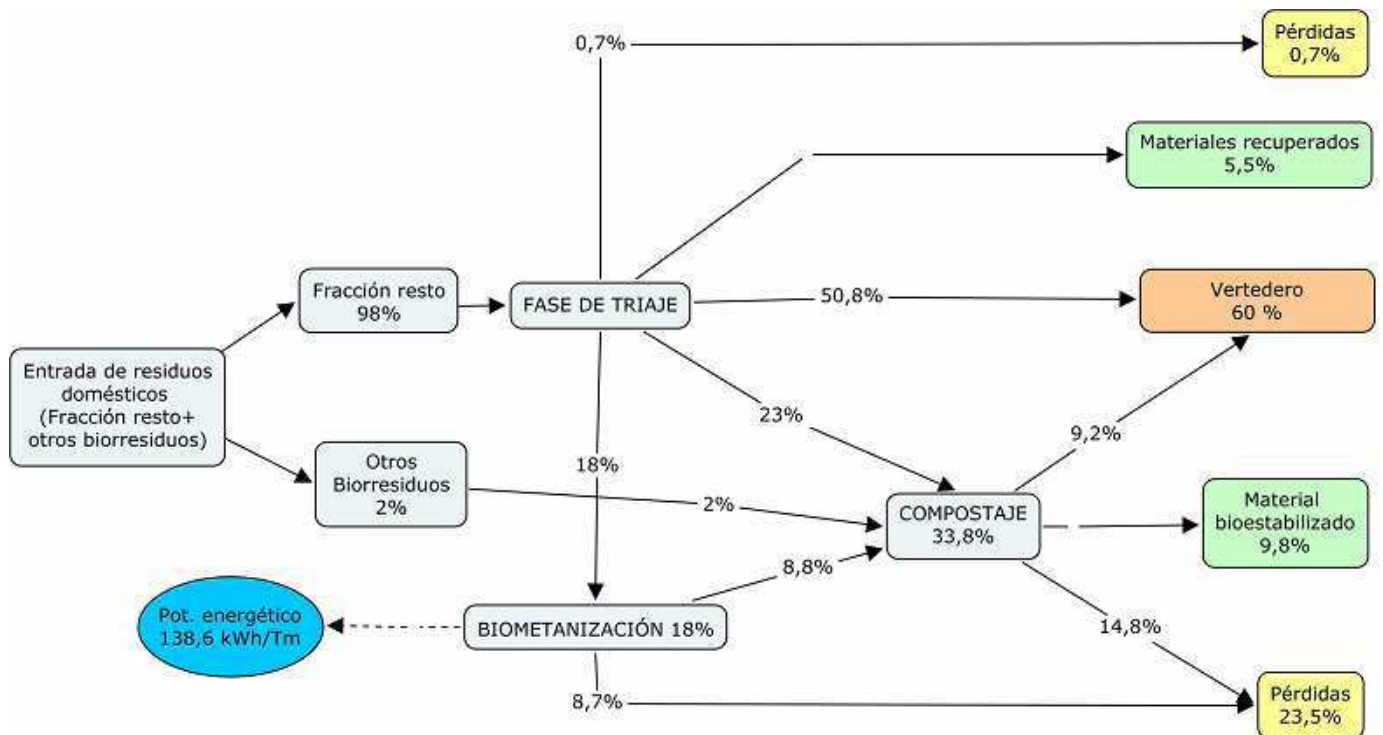 0,7%
Pérdidas
0,7%
Materiales recuperados
5,5%
Fracción resto
98%
FASE DE TRIAJE
50,8%
Vertedero
60 %
Entrada de residuos
domésticos
(Fracción resto+
otros biorresiduos)
23%
9,2%
18%
Otros
Biorresiduos
2%
2%
COMPOSTAJE
33,8%
Material
bioestabilizado
9,8%
8,8%
Pot. energético
138,6 kWh/Tm
BIOMETANIZACIÓN 18%
14,8%
8,7%
Pérdidas
23,5%